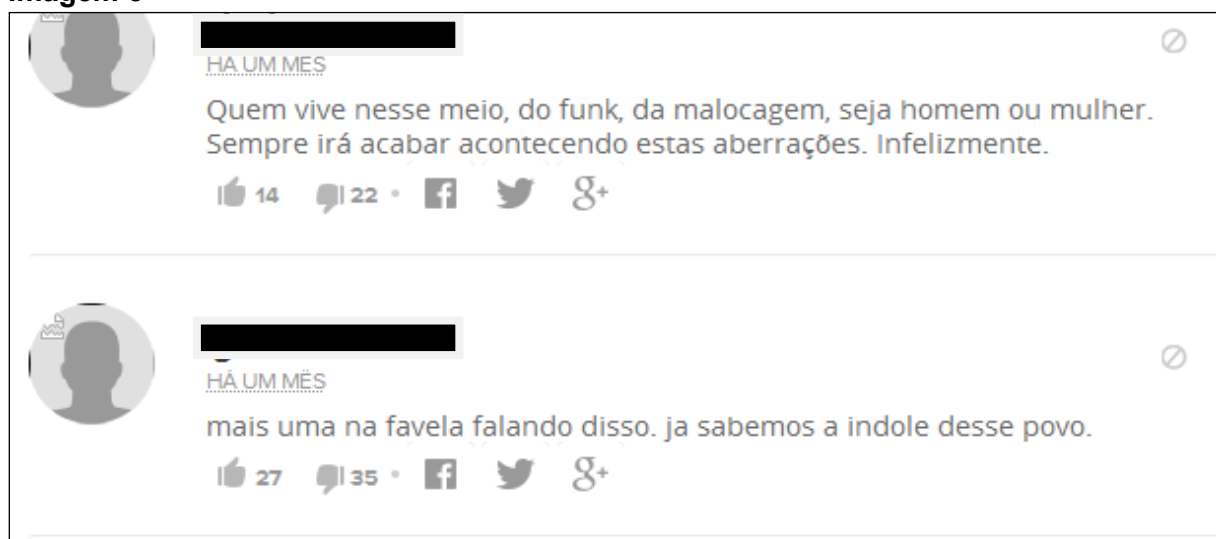 HÁ UM MÊS
Quem vive nesse meio, do funk, da malocagem, seja homem ou mulher.
Sempre irá acabar acontecendo estas aberrações. Infelizmente.
14 22 • f g+
HÁ UM MÊS
mais uma na favela falando disso. ja sabemos a indole desse povo.
27 35 • f g+